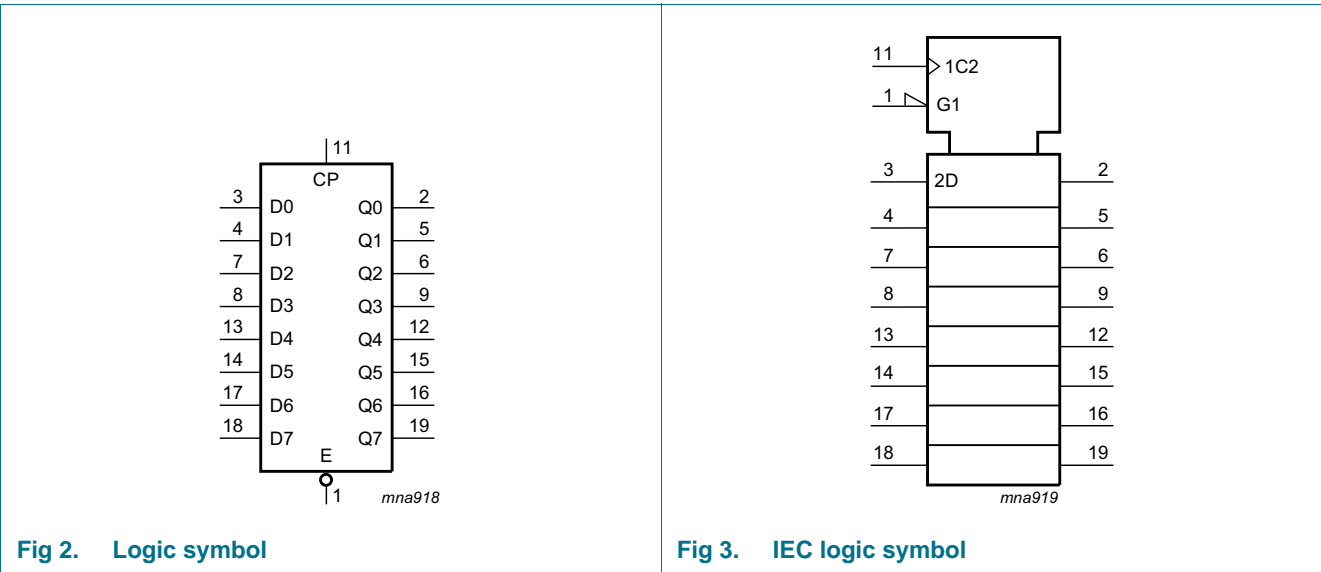 11
CP
3 D0 Q0 2
4 D1 Q1 5
7 D2 Q2 6
8 D3 Q3 9
13 D4 Q4 12
14 D5 Q5 15
17 D6 Q6 16
18 D7 Q7 19
E
1 mna918
Fig 2. Logic symbol
11 1C2
1 G1
3 2D 2
4 5
7 6
8 9
13 12
14 15
17 16
18 19
mna919
Fig 3. IEC logic symbol